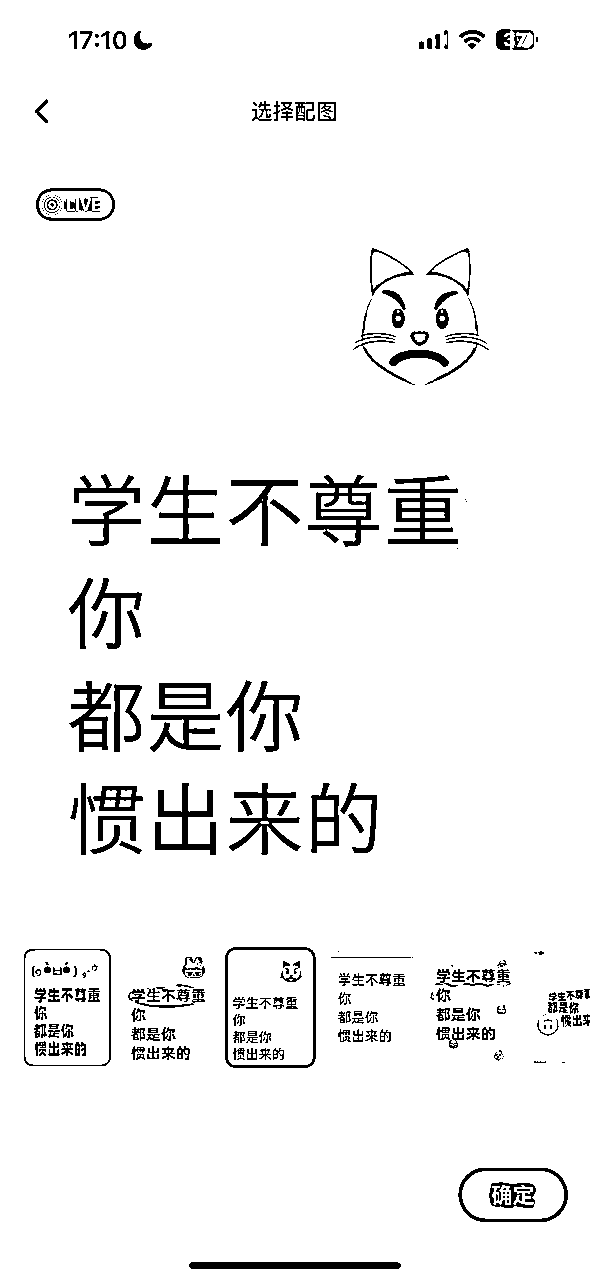 17:10
37
选择配图
LIVE
学生不尊重
你
都是你
惯出来的
学生不尊重
你
都是你
惯出来的
学生不尊重
你
都是你
惯出来的
学生不尊重
你
都是你
惯出来的
学生不尊重
你
都是你
惯出来的
学生不尊重
你
都是你
惯出来的
学生不尊重
都是你
惯出来
确定